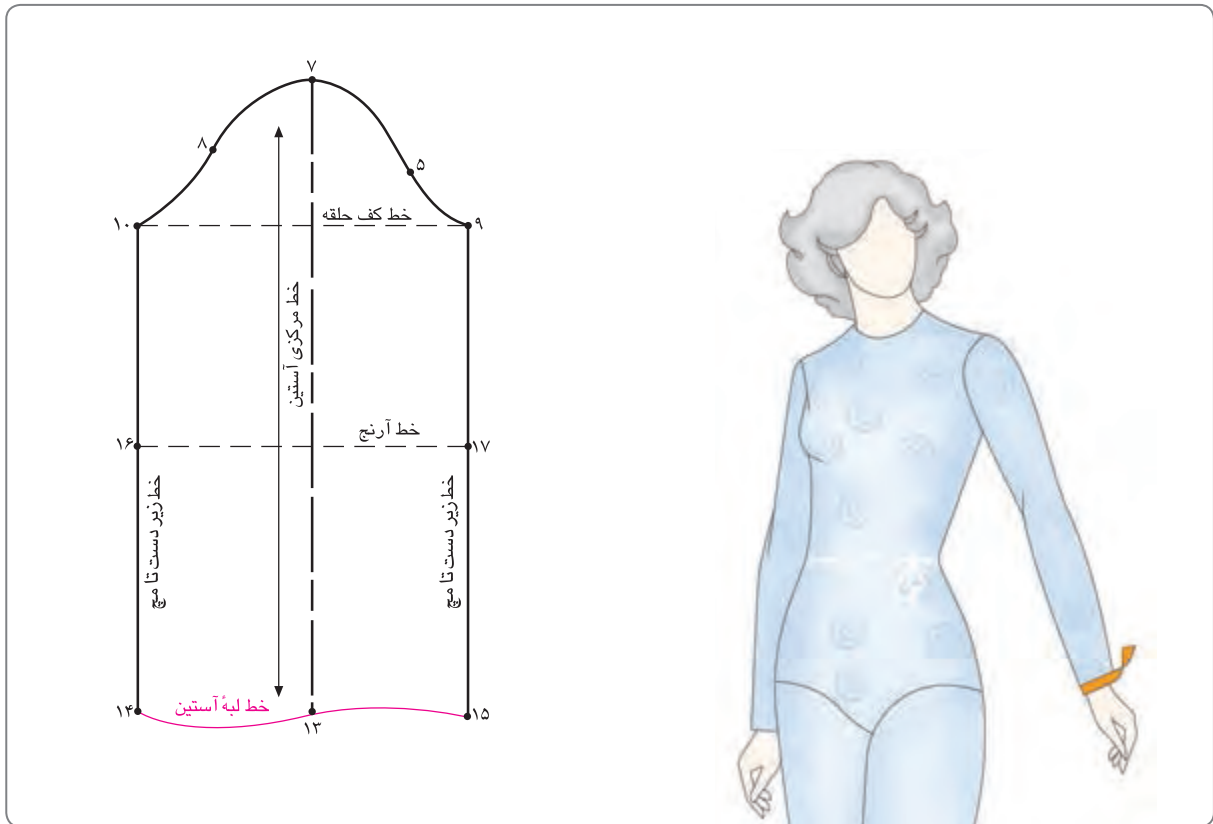 ۷
۸
۵
۱۰
خط کف حلقه
۹
خط مرکزی آستین
خط آرنج
۱۶
۱۷
خط زیر دست تا مچ
خط زیر دست تا مچ
خط لبهٔ آستین
۱۴
۱۳
۱۵